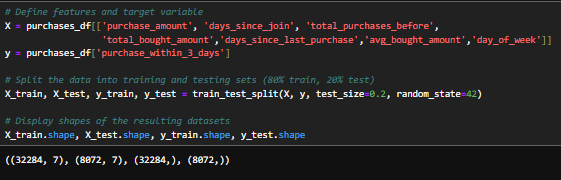 # Define features and target variable
X = purchases_df[['purchase_amount', 'days_since_join', 'total_purchases_before',
'total_bought_amount','days_since_last_purchase','avg_bought_amount','day_of_week']]
y = purchases_df['purchase_within_3_days']
# Split the data into training and testing sets (80% train, 20% test)
X_train, X_test, y_train, y_test = train_test_split(X, y, test_size=0.2, random_state=42)
# Display shapes of the resulting datasets
X_train.shape, X_test.shape, y_train.shape, y_test.shape
((32284, 7), (8072, 7), (32284,), (8072,))